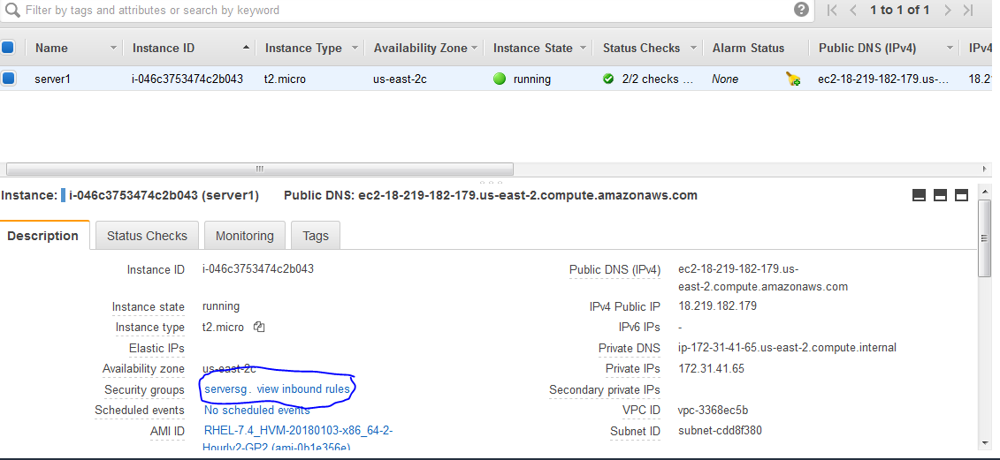 Filter by tags and attributes or search by keyword 1 to 1 of 1
Name Instance ID Instance Type Availability Zone Instance State Status Checks Alarm Status Public DNS (IPv4) IPv4
server1 i-046c3753474c2b043 t2.micro us-east-2c running 2/2 checks ... None ec2-18-219-182-179.us-... 18.2
Instance: i-046c3753474c2b043 (server1) Public DNS: ec2-18-219-182-179.us-east-2.compute.amazonaws.com
Description Status Checks Monitoring Tags
Instance ID i-046c3753474c2b043 Public DNS (IPv4) ec2-18-219-182-179.us-
east-2.compute.amazonaws.com
Instance state running IPv4 Public IP 18.219.182.179
Instance type t2.micro IPv6 IPs -
Elastic IPs Private DNS ip-172-31-41-65.us-east-2.compute.internal
Availability zone us-east-2c Private IPs 172.31.41.65
Security groups serversg. view inbound rules Secondary private IPs
Scheduled events No scheduled events VPC ID vpc-3368ec5b
AMI ID RHEL-7.4_HVM-20180103-x86_64-2- Subnet ID subnet-cdd8f380
Hourly2-GP2 (ami-0b1e356e)